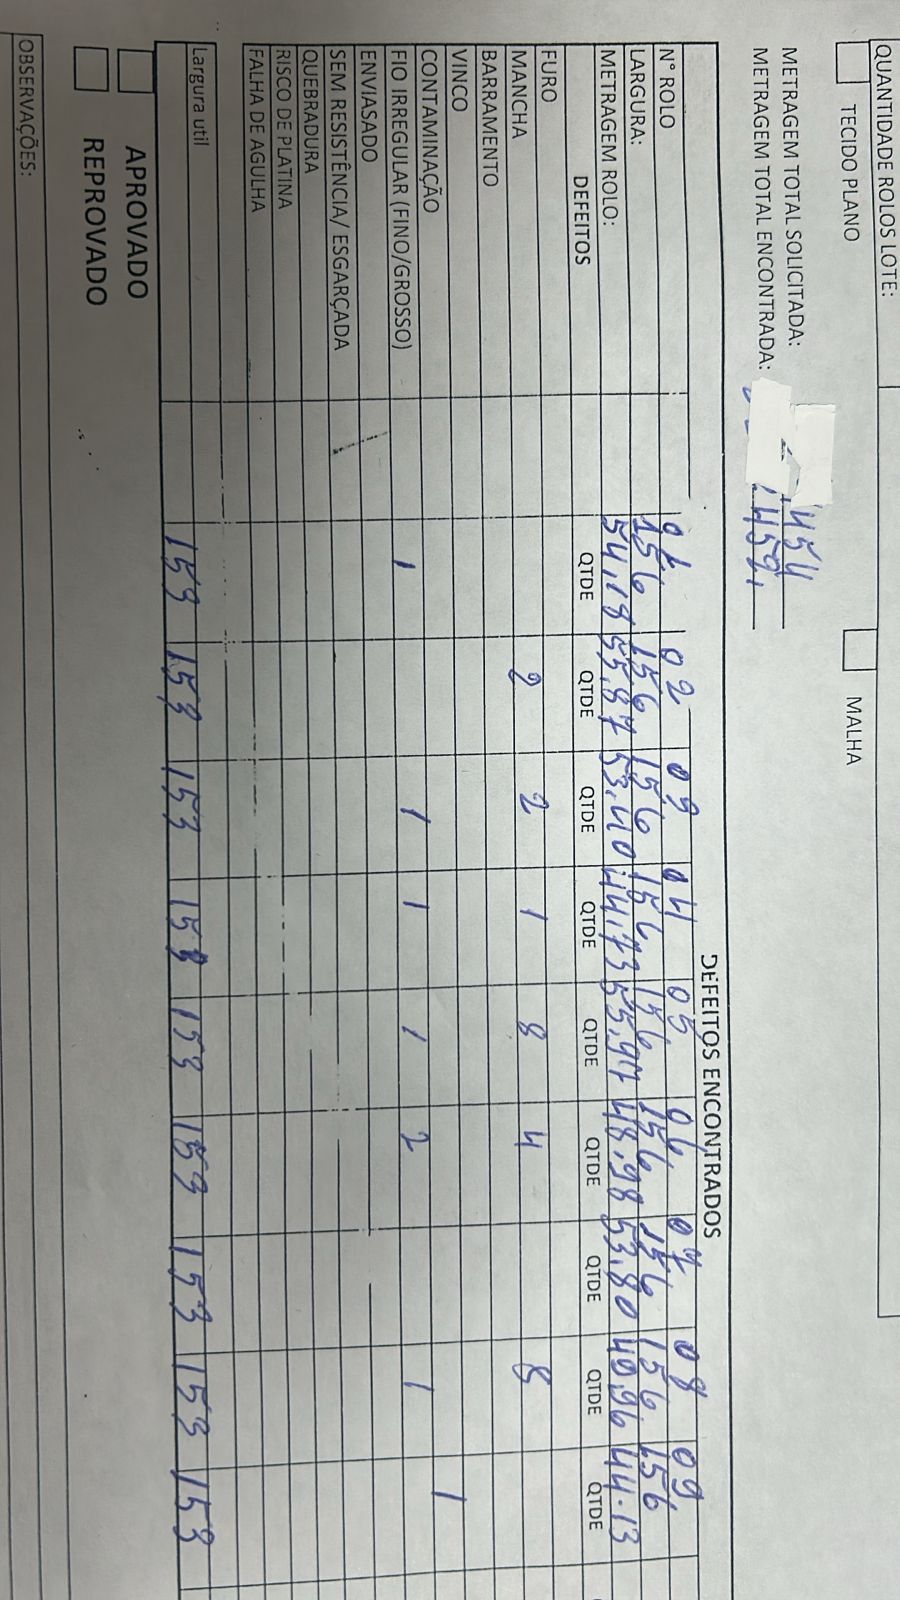 QUANTIDADE ROLOS LOTE:
TECIDO PLANO MALHA
METRAGEM TOTAL SOLICITADA: 454
METRAGEM TOTAL ENCONTRADA: 459,
DEFEITOS ENCONTRADOS
N° ROLO 01 02 03 04 05 06 07 08 09
LARGURA: 156 156 156 156 156 156 156 156 156
METRAGEM ROLO: 54,18 55,87 53,40 44,73 55,97 48,98 53,80 40,96 44.13
DEFEITOS QTDE QTDE QTDE QTDE QTDE QTDE QTDE QTDE QTDE
FURO
MANCHA 2 2 1 8 4 8
BARRAMENTO
VINCO
CONTAMINAÇÃO 1
FIO IRREGULAR (FINO/GROSSO) 1 1 1 1 2 1
ENVIASADO
SEM RESISTÊNCIA/ ESGARÇADA
QUEBRADURA
RISCO DE PLATINA
FALHA DE AGULHA
Largura util 153 153 153 153 153 153 153 153 153
APROVADO
REPROVADO
OBSERVAÇÕES: